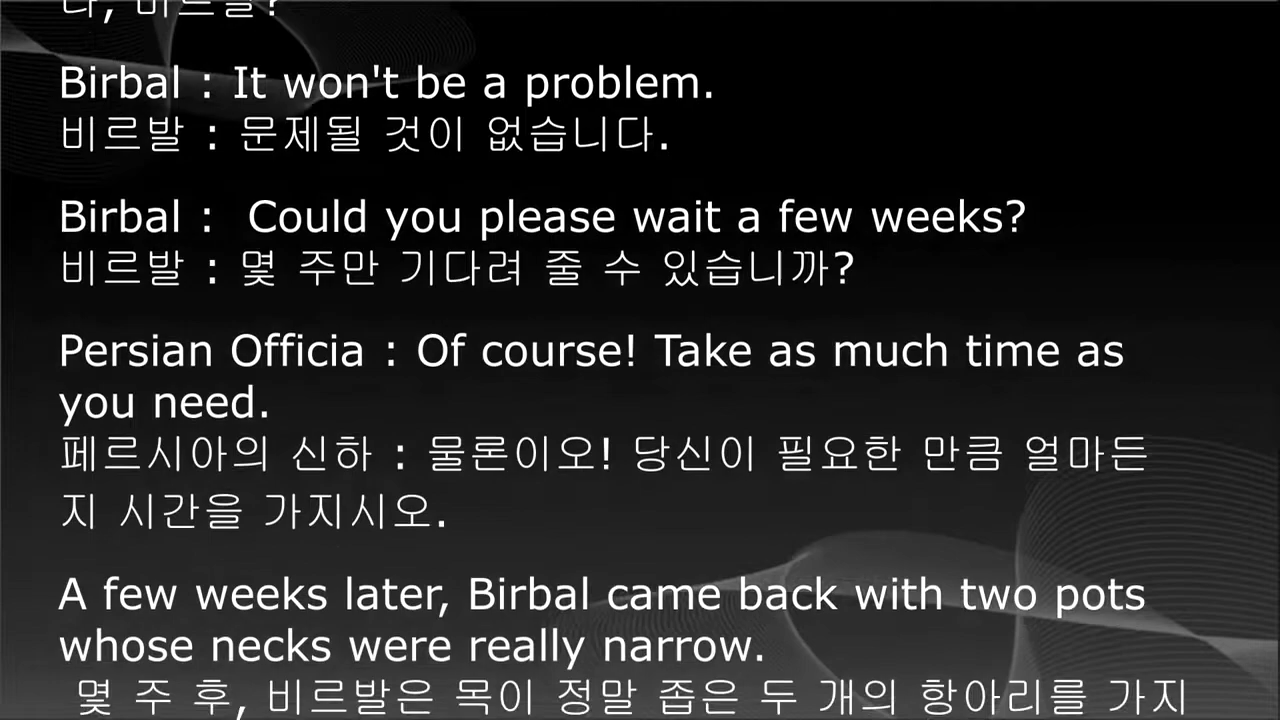 다, 비르발?
Birbal : It won't be a problem.
비르발 : 문제될 것이 없습니다.
Birbal :  Could you please wait a few weeks?
비르발 : 몇 주만 기다려 줄 수 있습니까?
Persian Officia : Of course! Take as much time as
you need.
페르시아의 신하 : 물론이오! 당신이 필요한 만큼 얼마든
지 시간을 가지시오.
A few weeks later, Birbal came back with two pots
whose necks were really narrow.
몇 주 후, 비르발은 목이 정말 좁은 두 개의 항아리를 가지